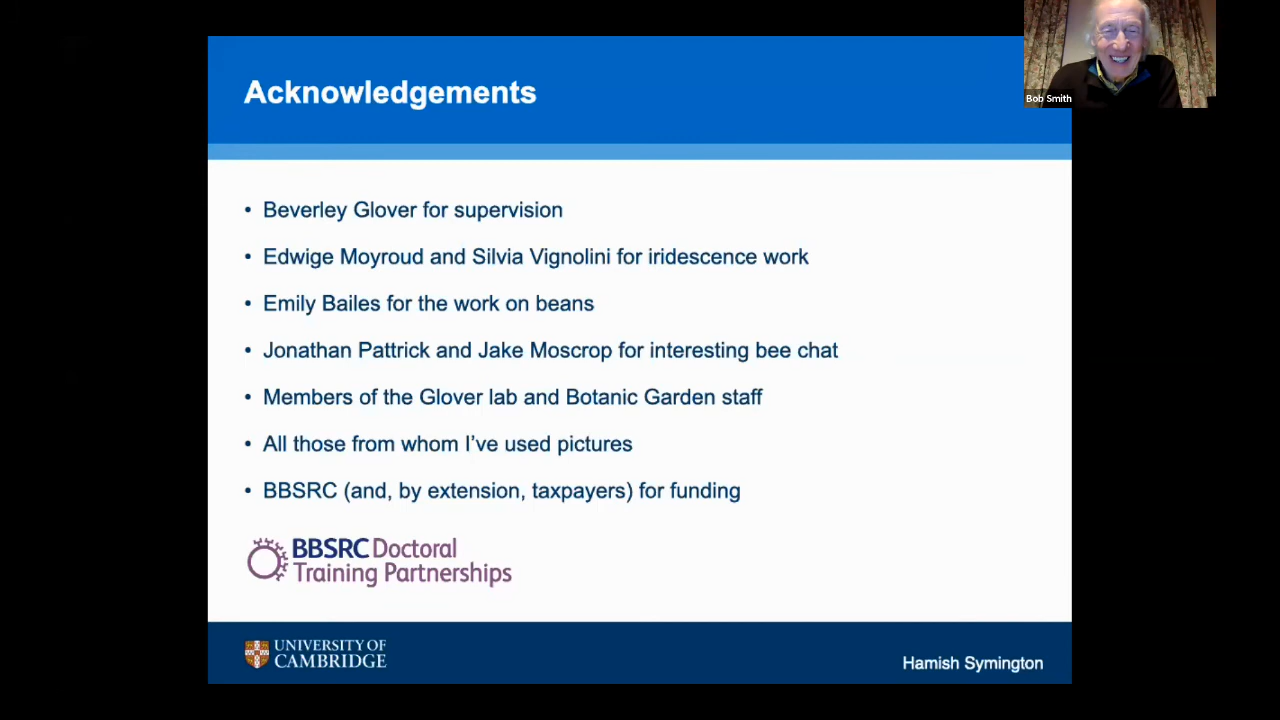 Acknowledgements
Bob Smith
• Beverley Glover for supervision
• Edwige Moyroud and Silvia Vignolini for iridescence work
• Emily Bailes for the work on beans
• Jonathan Pattrick and Jake Moscrop for interesting bee chat
• Members of the Glover lab and Botanic Garden staff
• All those from whom I've used pictures
• BBSRC (and, by extension, taxpayers) for funding
BBSRC Doctoral
Training Partnerships
UNIVERSITY OF
CAMBRIDGE
Hamish Symington